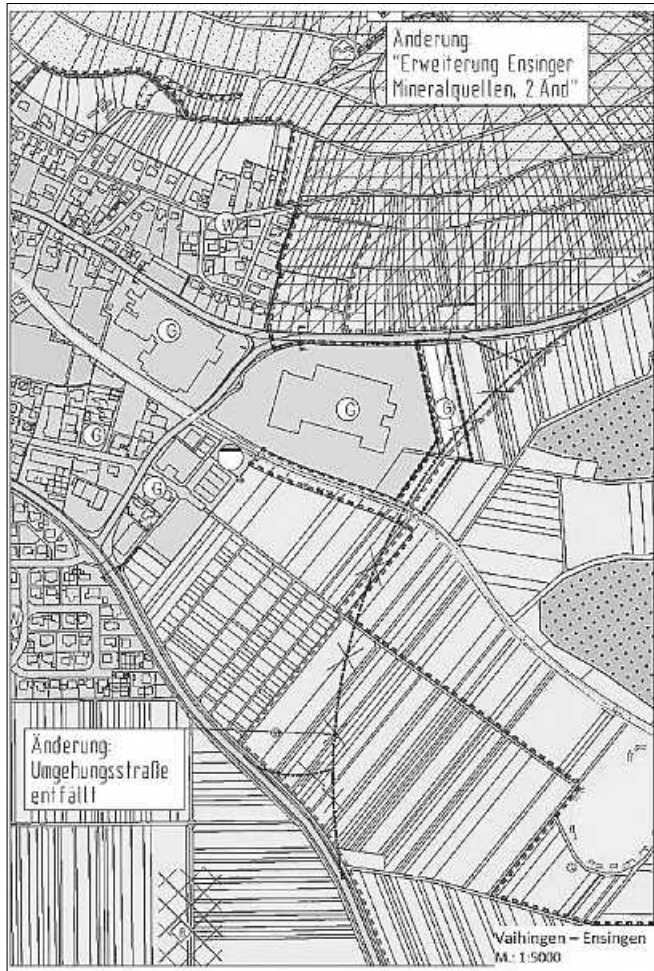 Änderung:
"Erweiterung Ensinger
Mineralquellen, 2 Änd"
W
G
G
G
G
G
Änderung:
Umgehungsstraße
entfällt
Vaihingen – Ensingen
M.: 1:5000